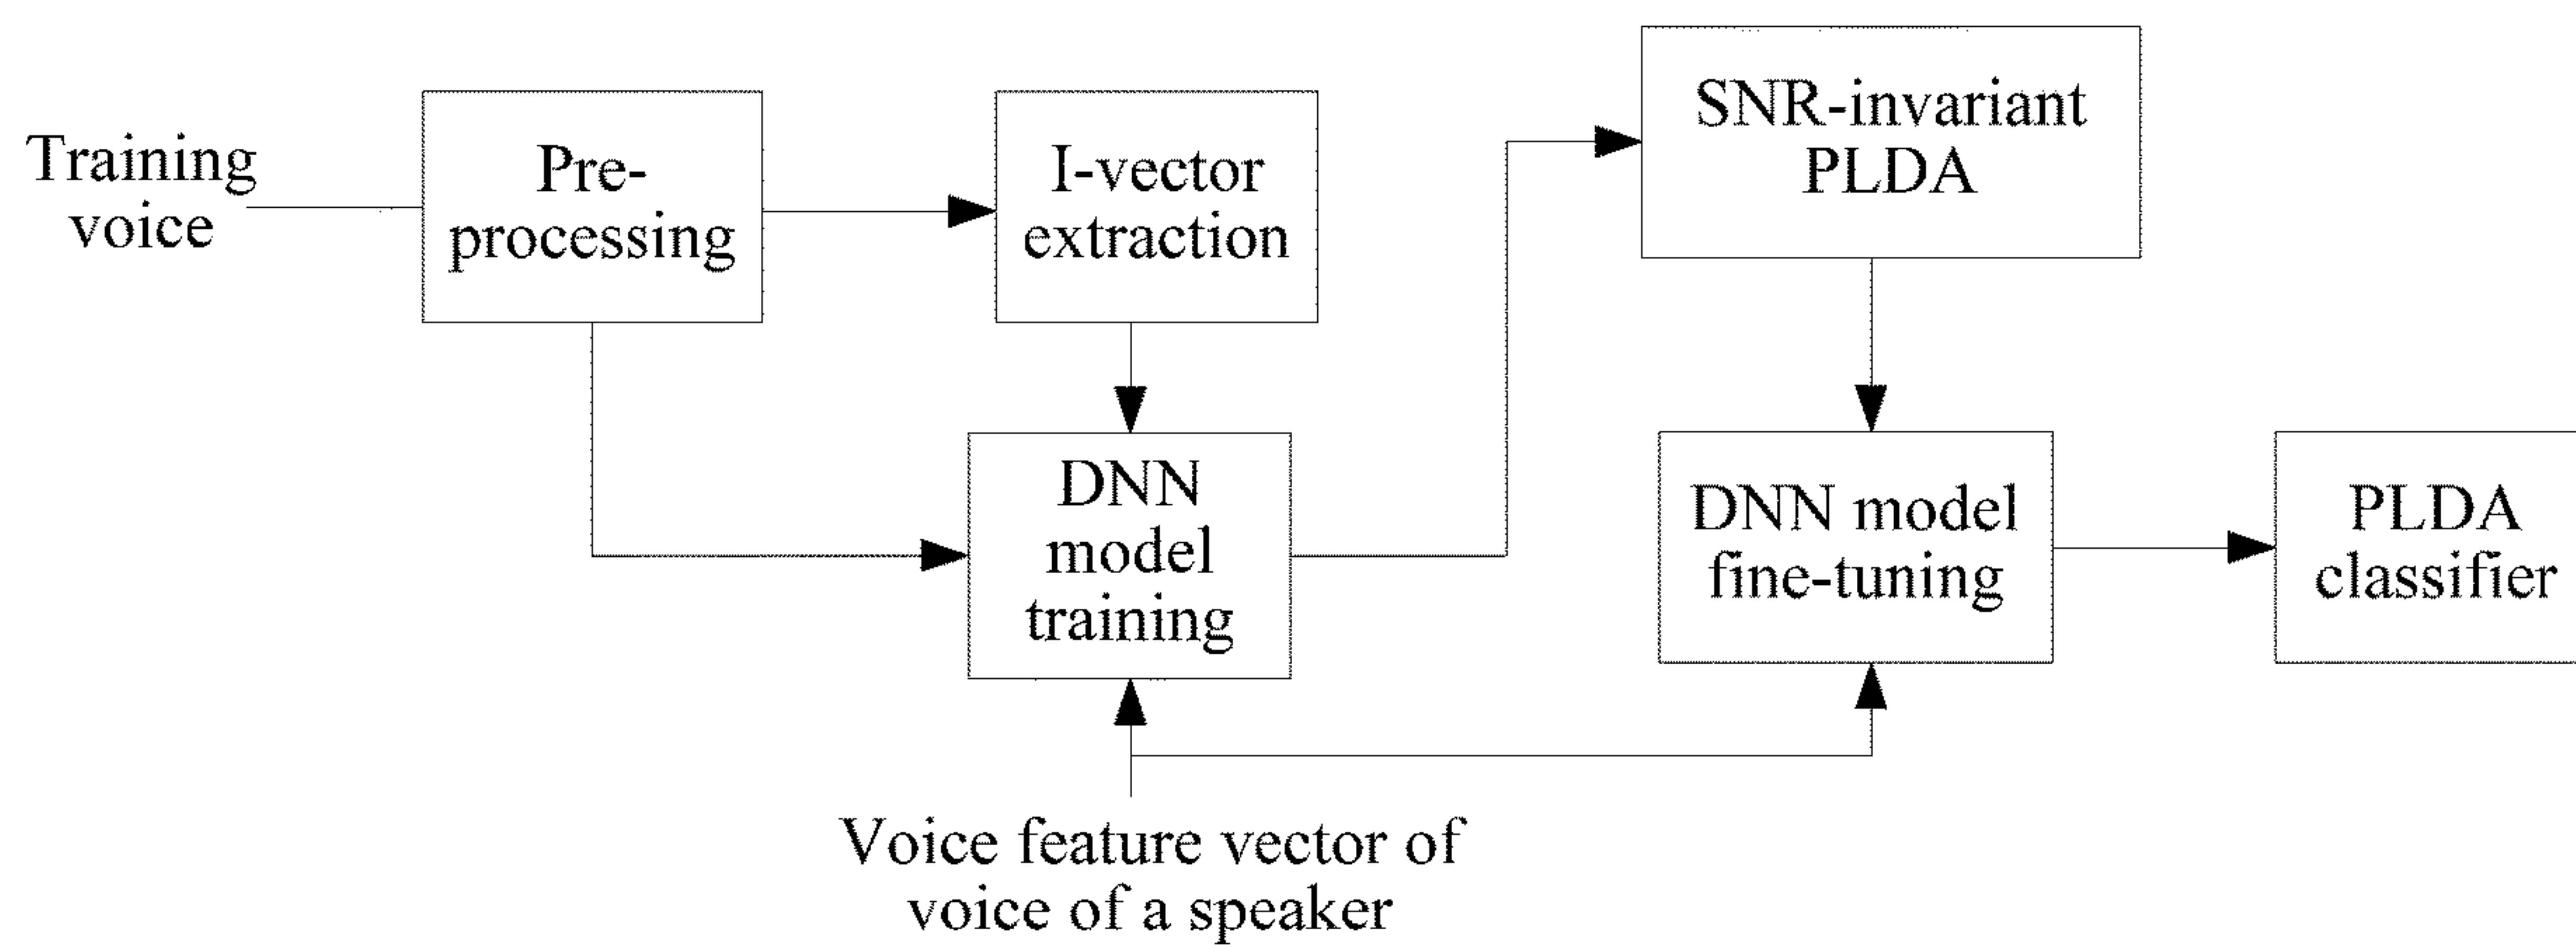 Training
voice
Pre-
processing
I-vector
extraction
SNR-invariant
PLDA
DNN
model
training
DNN model
fine-tuning
PLDA
classifier
Voice feature vector of
voice of a speaker